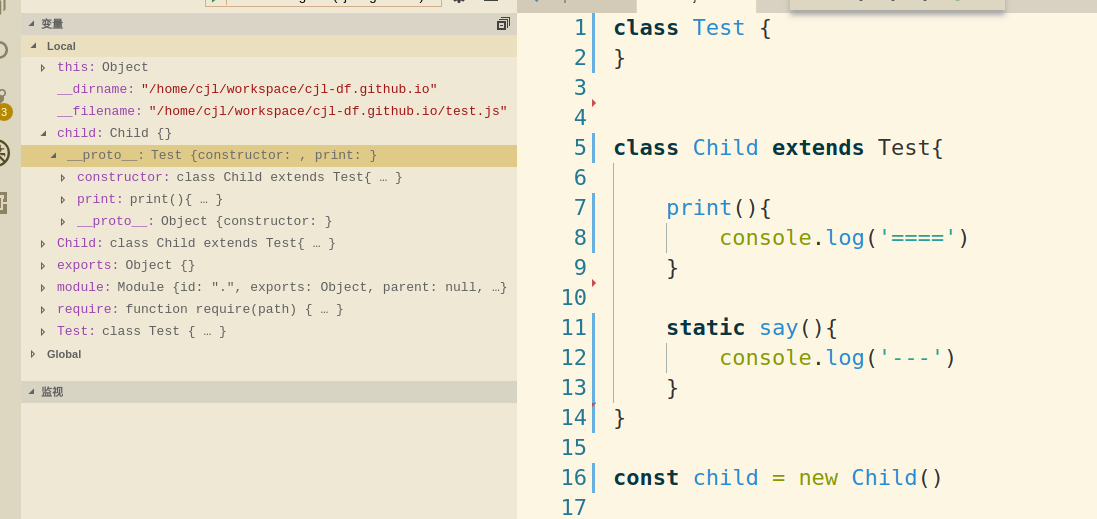 变量
Local
this: Object
__dirname: "/home/cjl/workspace/cjl-df.github.io"
__filename: "/home/cjl/workspace/cjl-df.github.io/test.js"
child: Child {}
__proto__: Test {constructor: , print: }
constructor: class Child extends Test{ … }
print: print(){ … }
__proto__: Object {constructor: }
Child: class Child extends Test{ … }
exports: Object {}
module: Module {id: ".", exports: Object, parent: null, …}
require: function require(path) { … }
Test: class Test { … }
Global
监视
3
1 class Test {
2 }
3
4
5 class Child extends Test{
6
7 print(){
8 console.log('====')
9 }
10
11 static say(){
12 console.log('---')
13 }
14 }
15
16 const child = new Child()
17